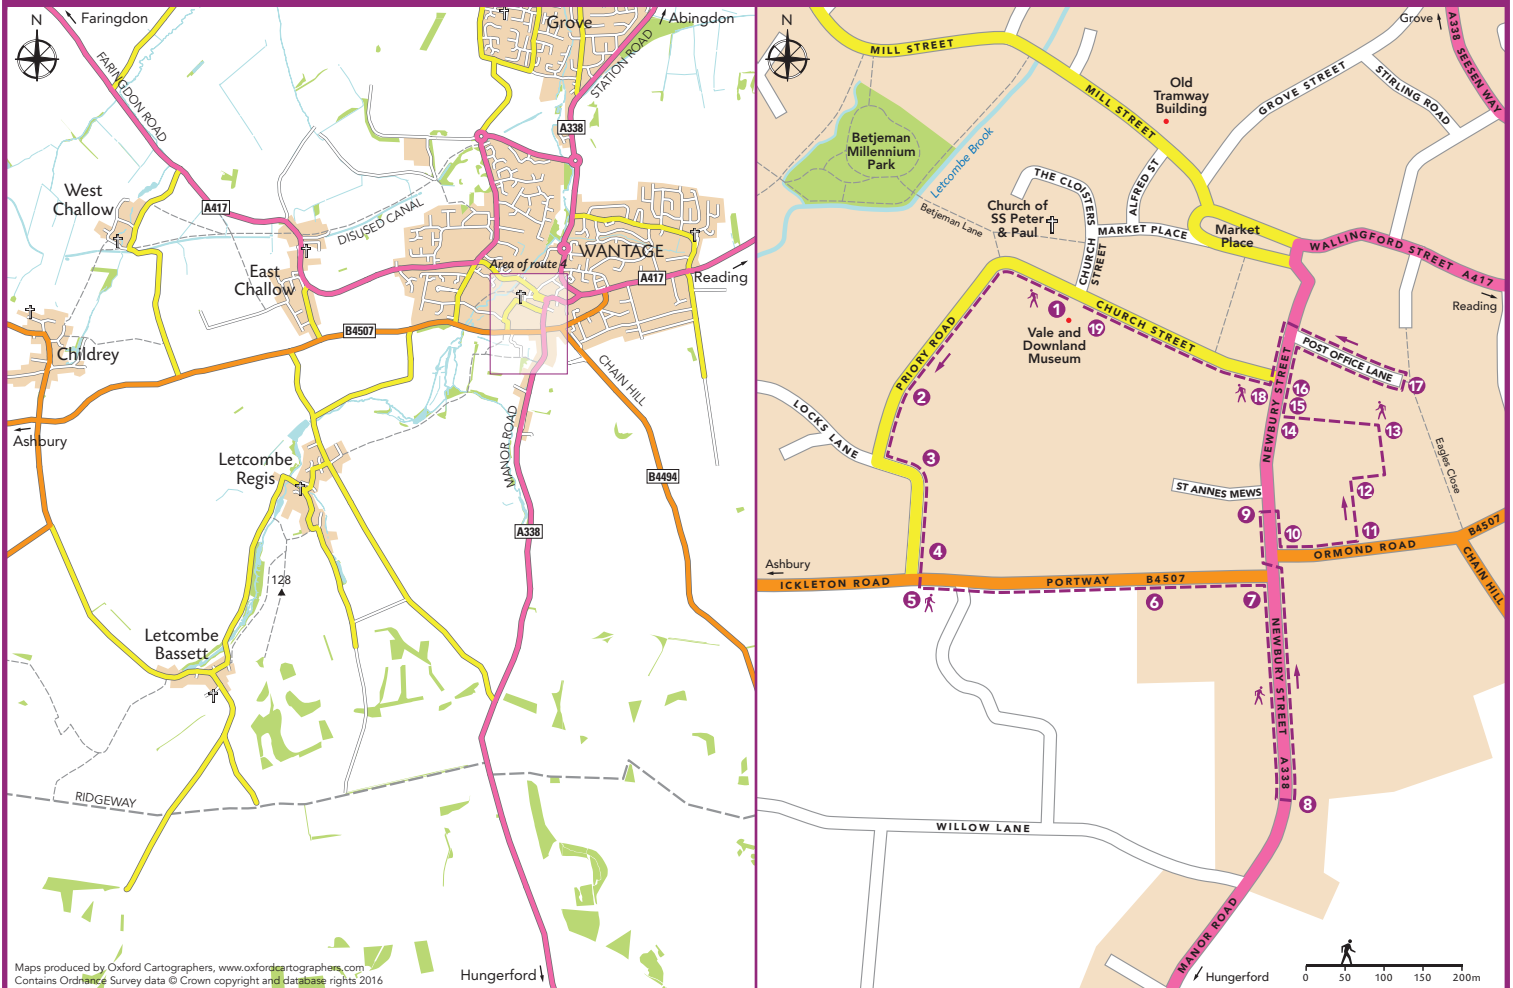 N
Faringdon
Grove
Abingdon
FARINGDON ROAD
STATION ROAD
A338
West
Challow
A417
DISUSED CANAL
WANTAGE
Area of route 4
East
Challow
A417
Reading
B4507
Childrey
CHAIN HILL
Ashbury
MANOR ROAD
Letcombe
Regis
B4494
A338
128
Letcombe
Bassett
RIDGEWAY
Hungerford
Maps produced by Oxford Cartographers, www.oxfordcartographers.com
Contains Ordnance Survey data © Crown copyright and database rights 2016
N
MILL STREET
Grove
A338 SEESEN WAY
Old
Tramway
Building
MILL STREET
GROVE STREET
STIRLING ROAD
Betjeman
Millennium
Park
Letcombe Brook
THE CLOISTERS
ALFRED ST
Church of
SS Peter
& Paul
Betjeman Lane
MARKET PLACE
Market
Place
CHURCH
STREET
WALLINGFORD STREET A417
Reading
1
19
CHURCH STREET
Vale and
Downland
Museum
PRIORY ROAD
POST OFFICE LANE
NEWBURY STREET
2
16
17
18
15
LOCKS LANE
14
13
3
Eagles Close
ST ANNES MEWS
12
9
10
11
4
ORMOND ROAD
B4507
CHAIN HILL
Ashbury
ICKLETON ROAD
PORTWAY
B4507
5
6
7
NEWBURY STREET
A338
8
WILLOW LANE
MANOR ROAD
Hungerford
0 50 100 150 200m